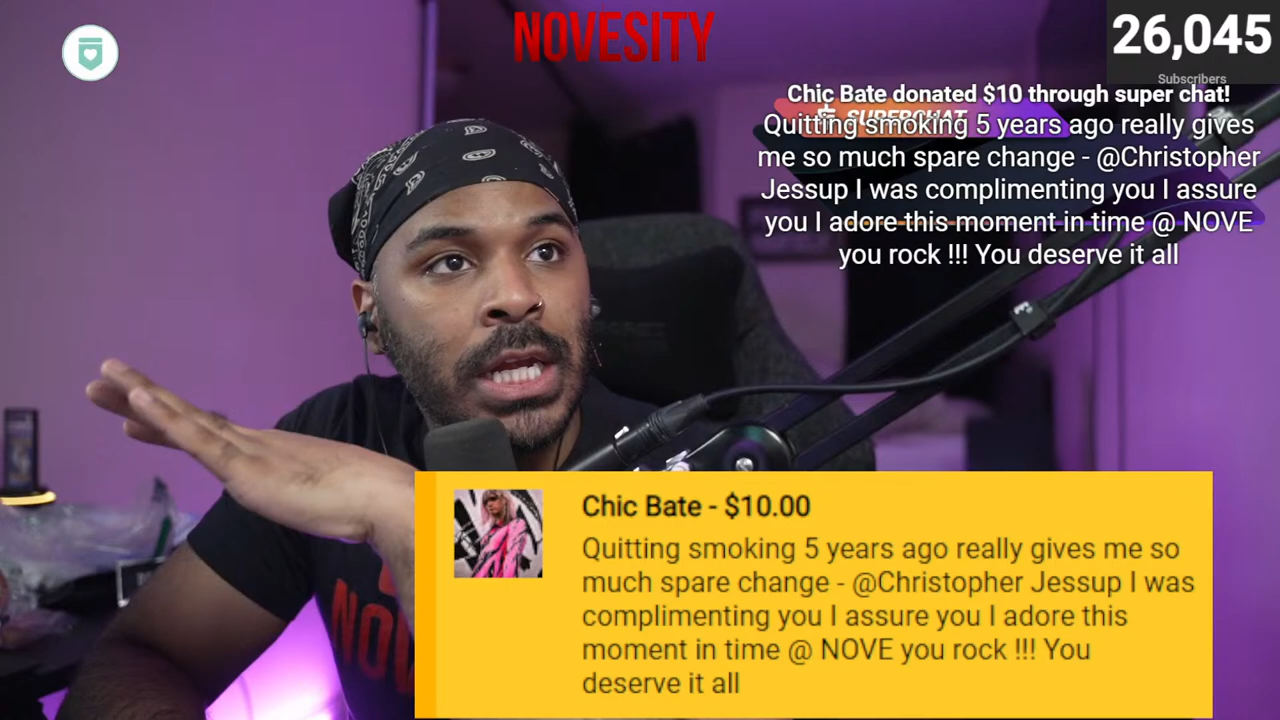 NOVESITY
26,045
Subscribers
Chic Bate donated $10 through super chat!
SUPERCHAT
Quitting smoking 5 years ago really gives
me so much spare change - @Christopher
Jessup I was complimenting you I assure
you I adore this moment in time @ NOVE
you rock !!! You deserve it all
Chic Bate - $10.00
Quitting smoking 5 years ago really gives me so
much spare change - @Christopher Jessup I was
complimenting you I assure you I adore this
moment in time @ NOVE you rock !!! You
deserve it all
NOV